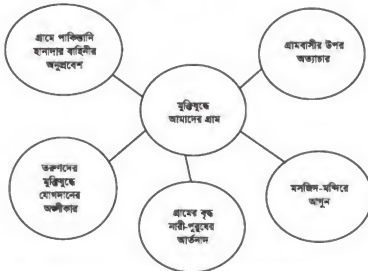 গ্রামে পাকিস্তানি
হানাদার বাহিনীর
অনুপ্রবেশ
গ্রামবাসীর উপর
অত্যাচার
মুক্তিযুদ্ধে
আমাদের গ্রাম
তরুণদের
মুক্তিযুদ্ধে
যোগদানের
অঙ্গীকার
গ্রামের বৃদ্ধ
নারী-পুরুষের
আর্তনাদ
মসজিদ-মন্দিরে
আগুন